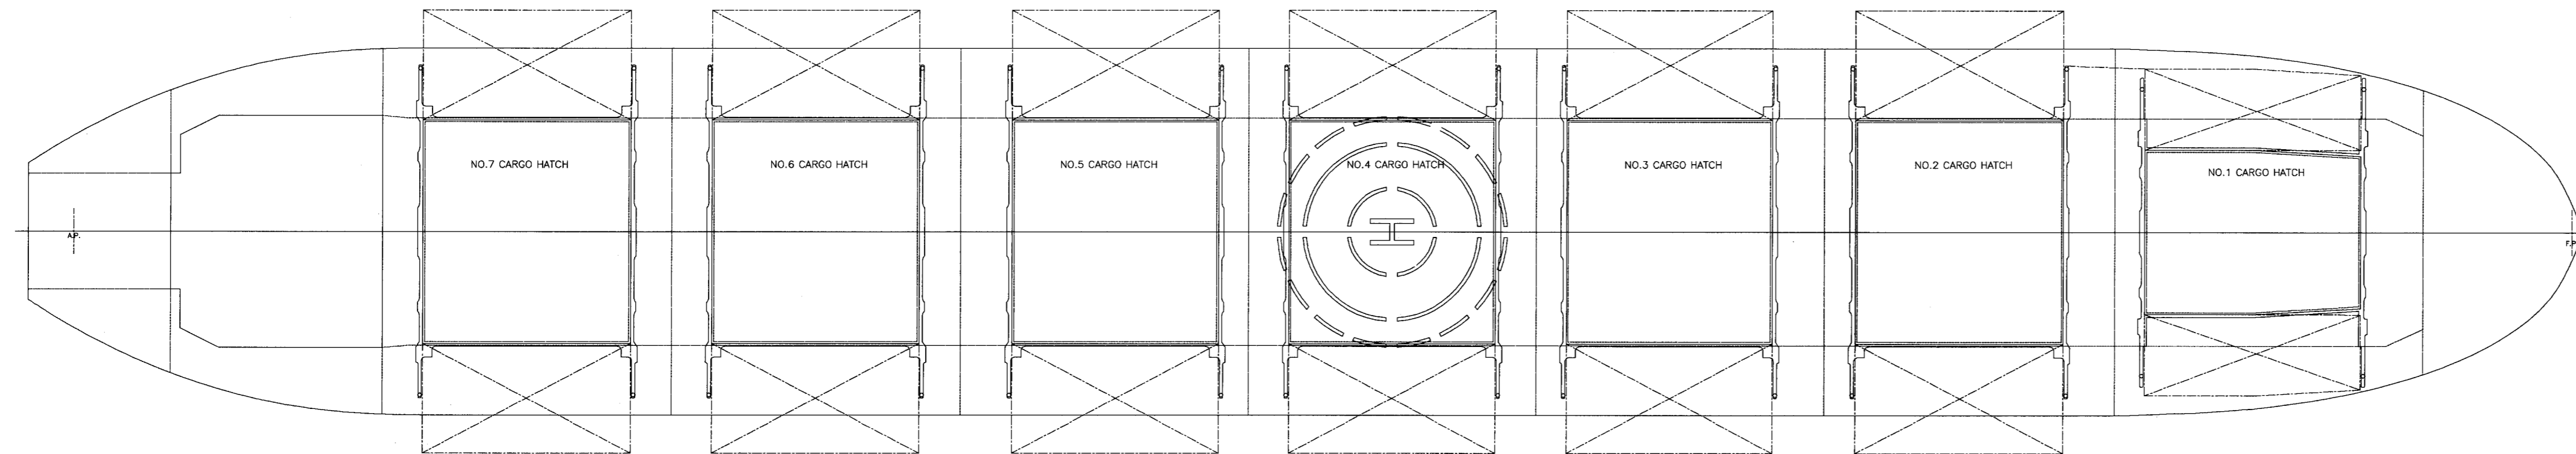 NO.7 CARGO HATCH
NO.6 CARGO HATCH
NO.5 CARGO HATCH
NO.4 CARGO HATCH
NO.3 CARGO HATCH
NO.2 CARGO HATCH
NO.1 CARGO HATCH
H
A.P.
F.P